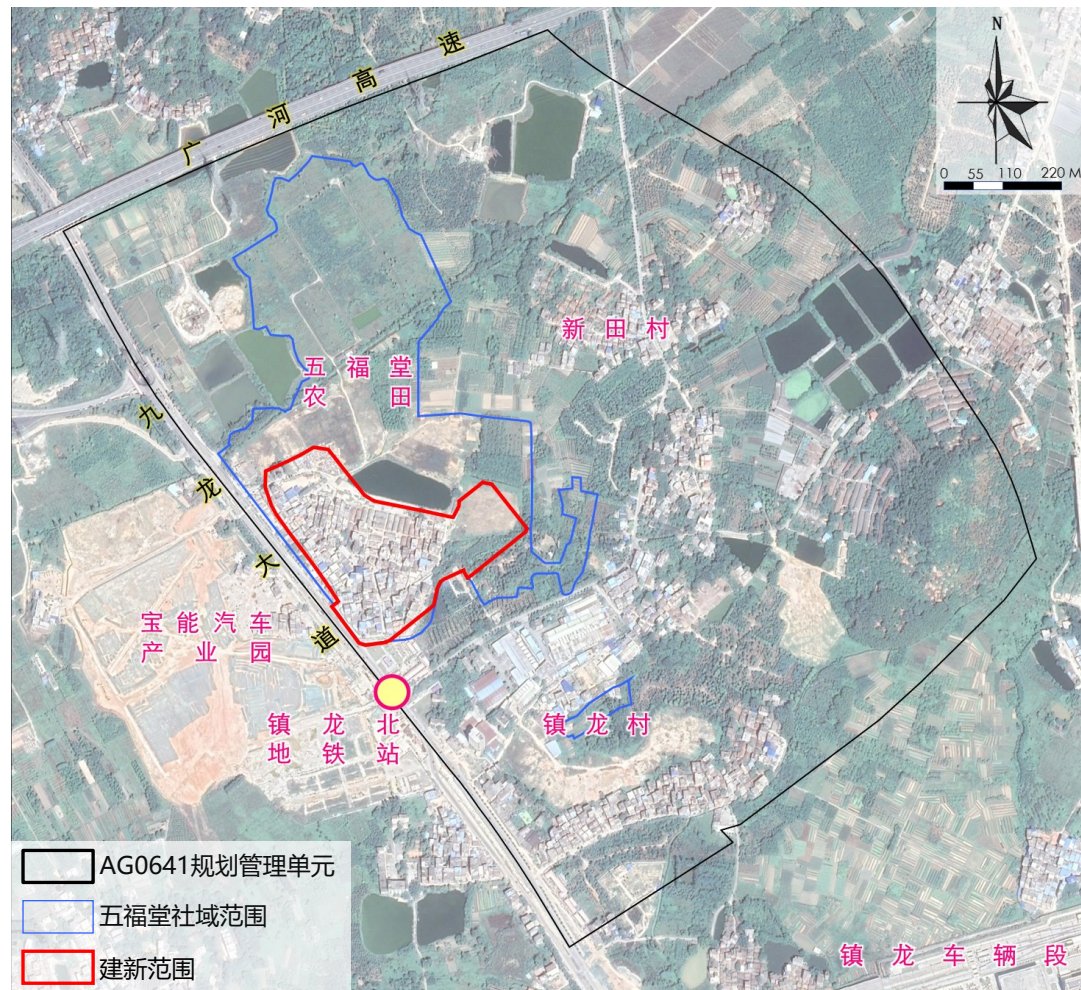 广河高速
N
0 55 110 220 M
新田村
五福堂
农田
九龙大道
宝能汽车
产业园
镇龙北
地铁站
镇龙村
AG0641规划管理单元
五福堂社域范围
建新范围
镇龙车辆段